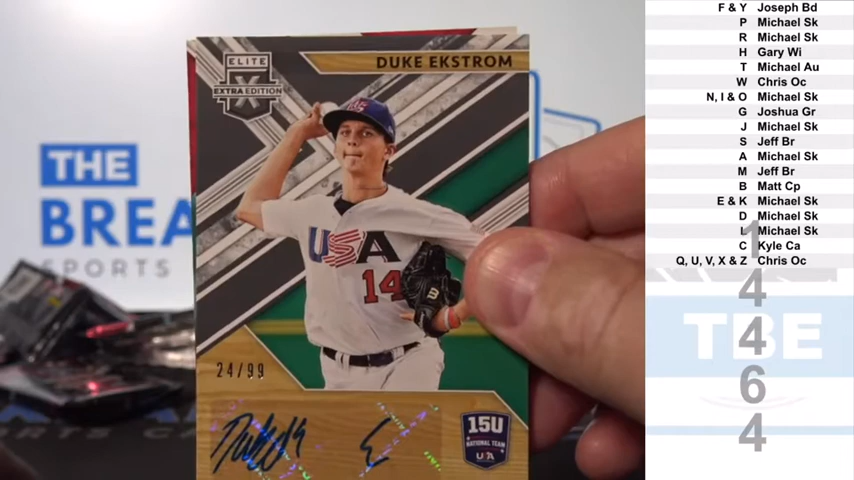 ELITE
X
EXTRA EDITION
DUKE EKSTROM
USA
14
24/99
15U
NATIONAL TEAM
USA
THE
BREA
SPORTS
F & Y Joseph Bd
P Michael Sk
R Michael Sk
H Gary Wi
T Michael Au
W Chris Oc
N, I & O Michael Sk
G Joshua Gr
J Michael Sk
S Jeff Br
A Michael Sk
M Jeff Br
B Matt Cp
E & K Michael Sk
D Michael Sk
L Michael Sk
C Kyle Ca
Q, U, V, X & Z Chris Oc
1
4
4
6
4
TBE